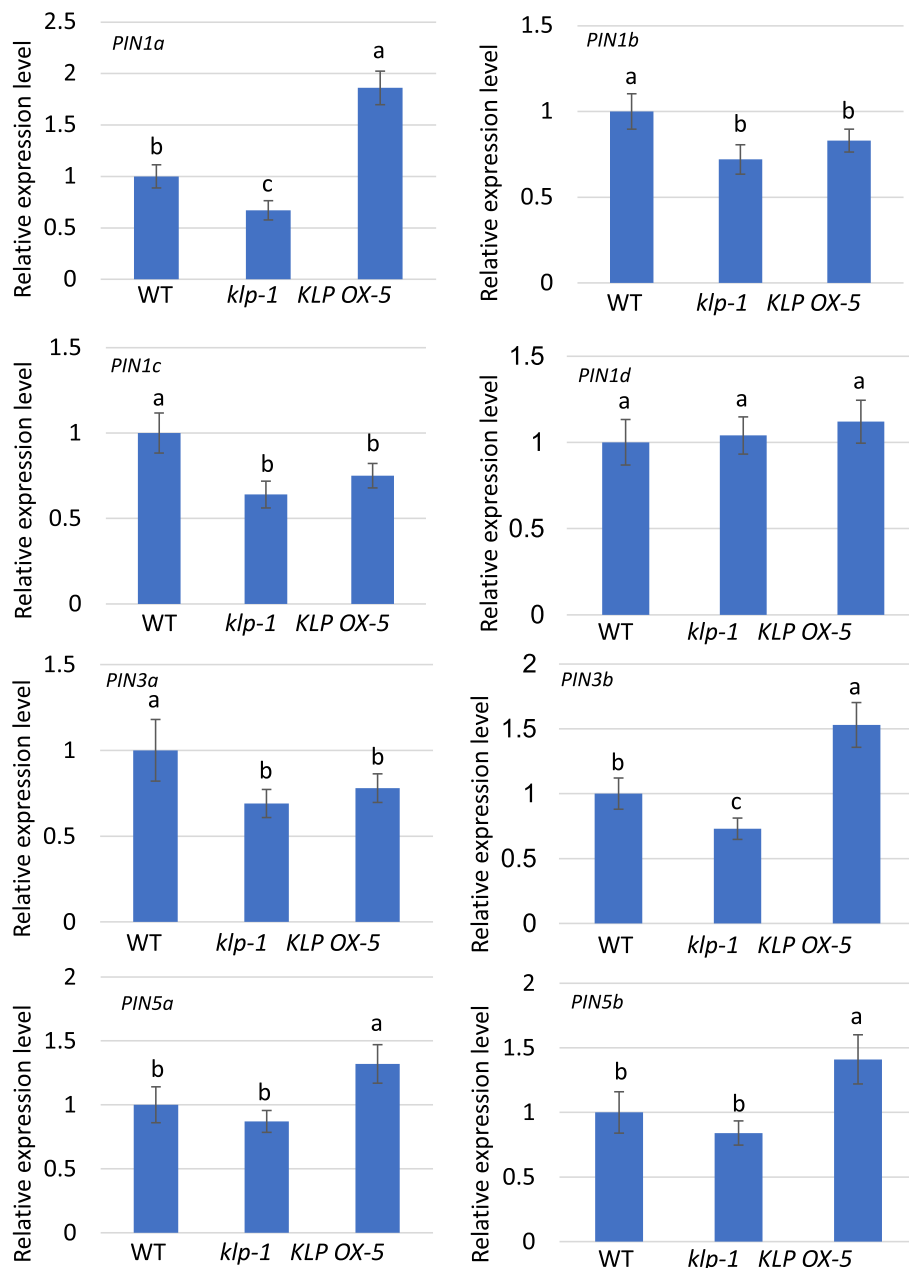 Relative expression level
PIN1a
2.5
2
1.5
1
0.5
0
b
c
a
WT klp-1 KLP OX-5
Relative expression level
PIN1b
1.5
1
0.5
0
a
b
b
WT klp-1 KLP OX-5
Relative expression level
PIN1c
1.5
1
0.5
0
a
b
b
WT klp-1 KLP OX-5
Relative expression level
PIN1d
1.5
1
0.5
0
a
a
a
WT klp-1 KLP OX-5
Relative expression level
PIN3a
1.5
1
0.5
0
a
b
b
WT klp-1 KLP OX-5
Relative expression level
PIN3b
2
1.5
1
0.5
0
b
c
a
WT klp-1 KLP OX-5
Relative expression level
PIN5a
2
1.5
1
0.5
0
b
b
a
WT klp-1 KLP OX-5
Relative expression level
PIN5b
2
1.5
1
0.5
0
b
b
a
WT klp-1 KLP OX-5